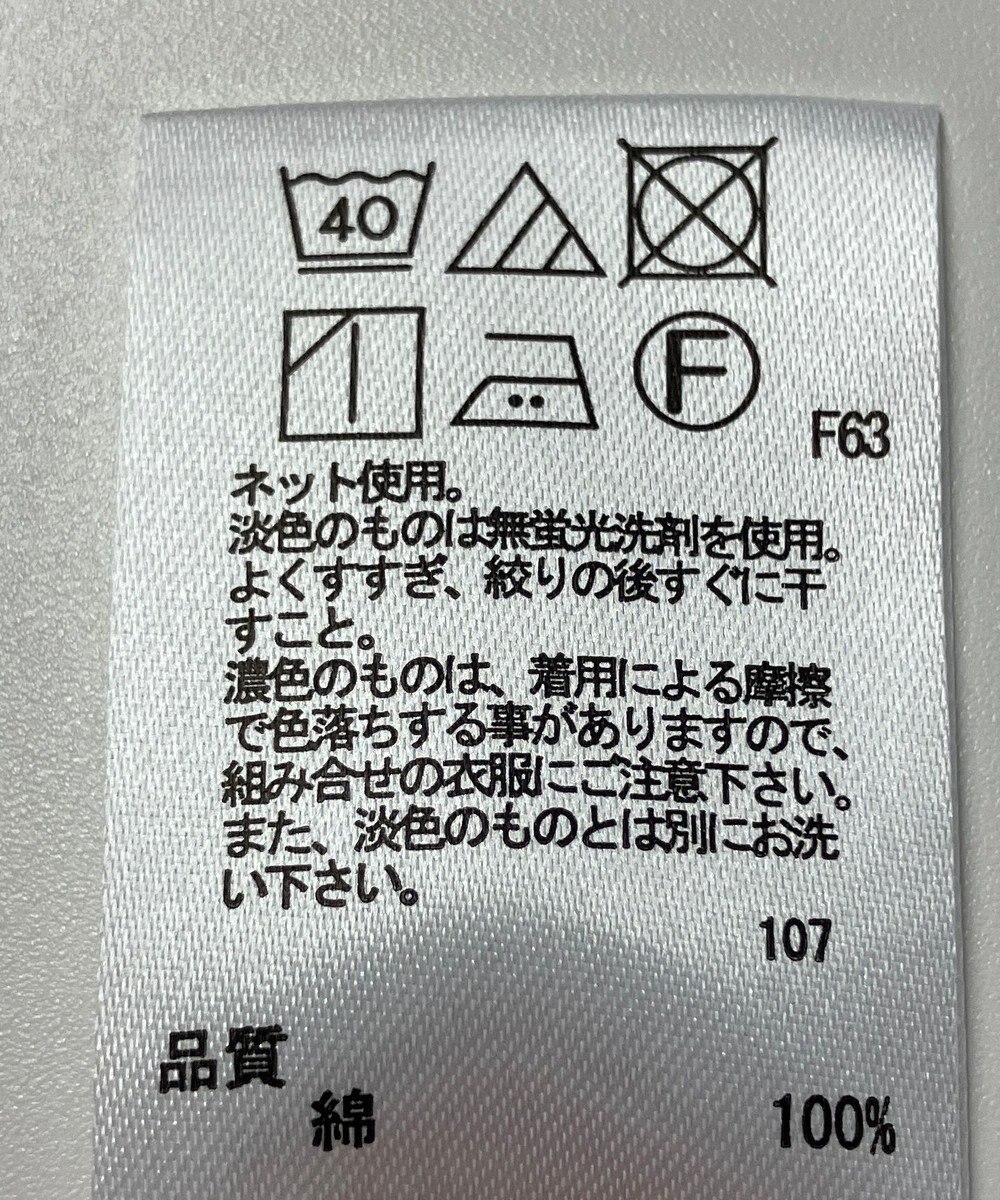 40
F
F63
ネット使用。
淡色のものは無蛍光洗剤を使用。
よくすすぎ、絞りの後すぐに干
すこと。
濃色のものは、着用による摩擦
で色落ちする事がありますので、
組み合せの衣服にご注意下さい。
また、淡色のものとは別にお洗
い下さい。
107
品質
綿 100%